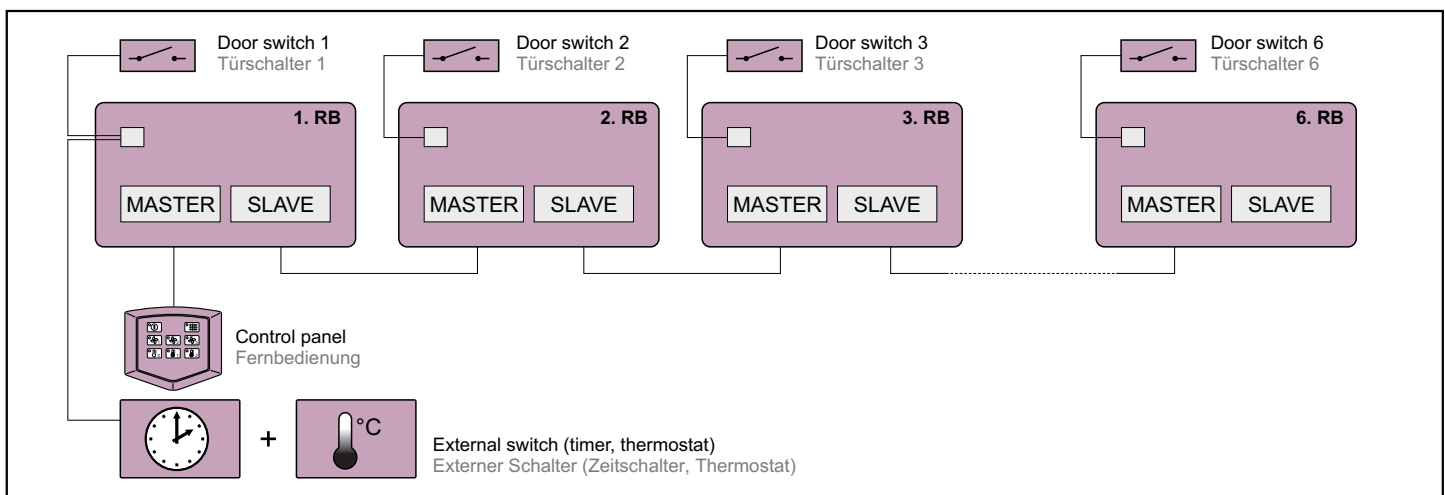 Door switch 1
Türschalter 1
Door switch 2
Türschalter 2
Door switch 3
Türschalter 3
Door switch 6
Türschalter 6
1. RB
2. RB
3. RB
6. RB
MASTER
SLAVE
MASTER
SLAVE
MASTER
SLAVE
MASTER
SLAVE
Control panel
Fernbedienung
+
°C
External switch (timer, thermostat)
Externer Schalter (Zeitschalter, Thermostat)